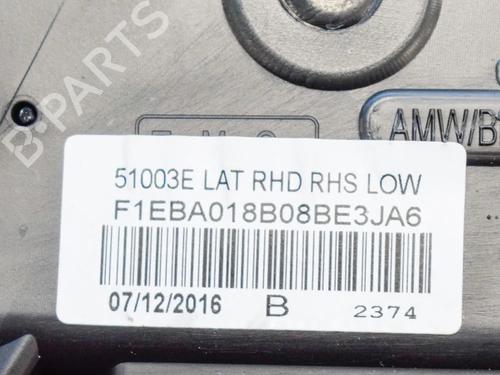 B-PARTS
AMW/B
51003E LAT RHD RHS LOW
F1EBA018B08BE3JA6
07/12/2016 B 2374